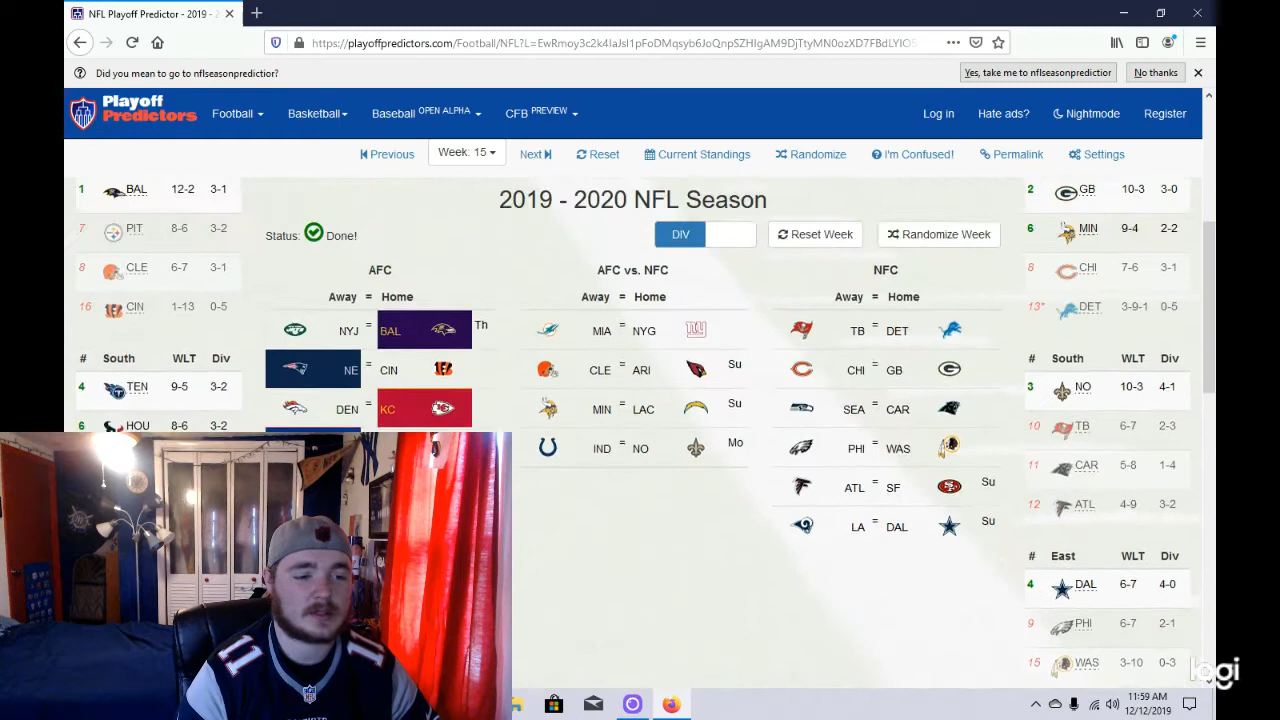 NFL Playoff Predictor - 2019 - 2
https://playoffpredictors.com/Football/NFL?L=EwRmoy3c2k4IaJsl1pFoDMqsyb6JoQnpSZHIgAM9DjTtyMN0ozXD7FBdLYIO5
Did you mean to go to nflseasonpredictior?
Yes, take me to nflseasonpredictior
No thanks
Playoff Predictors
Football
Basketball
Baseball OPEN ALPHA
CFB PREVIEW
Log in
Hate ads?
Nightmode
Register
Previous
Week: 15
Next
Reset
Current Standings
Randomize
I'm Confused!
Permalink
Settings
1 BAL 12-2 3-1
7 PIT 8-6 3-2
8 CLE 6-7 3-1
16 CIN 1-13 0-5
# South WLT Div
4 TEN 9-5 3-2
6 HOU 8-6 3-2
2019 - 2020 NFL Season
Status: Done!
DIV
Reset Week
Randomize Week
AFC
Away = Home
NYJ = BAL Th
NE = CIN
DEN = KC
AFC vs. NFC
Away = Home
MIA = NYG
CLE = ARI Su
MIN = LAC Su
IND = NO Mo
NFC
Away = Home
TB = DET
CHI = GB
SEA = CAR
PHI = WAS
ATL = SF Su
LA = DAL Su
2 GB 10-3 3-0
6 MIN 9-4 2-2
8 CHI 7-6 3-1
13* DET 3-9-1 0-5
# South WLT Div
3 NO 10-3 4-1
10 TB 6-7 2-3
11 CAR 5-8 1-4
12 ATL 4-9 3-2
# East WLT Div
4 DAL 6-7 4-0
9 PHI 6-7 2-1
15 WAS 3-10 0-3
11
logi
11:59 AM
12/12/2019